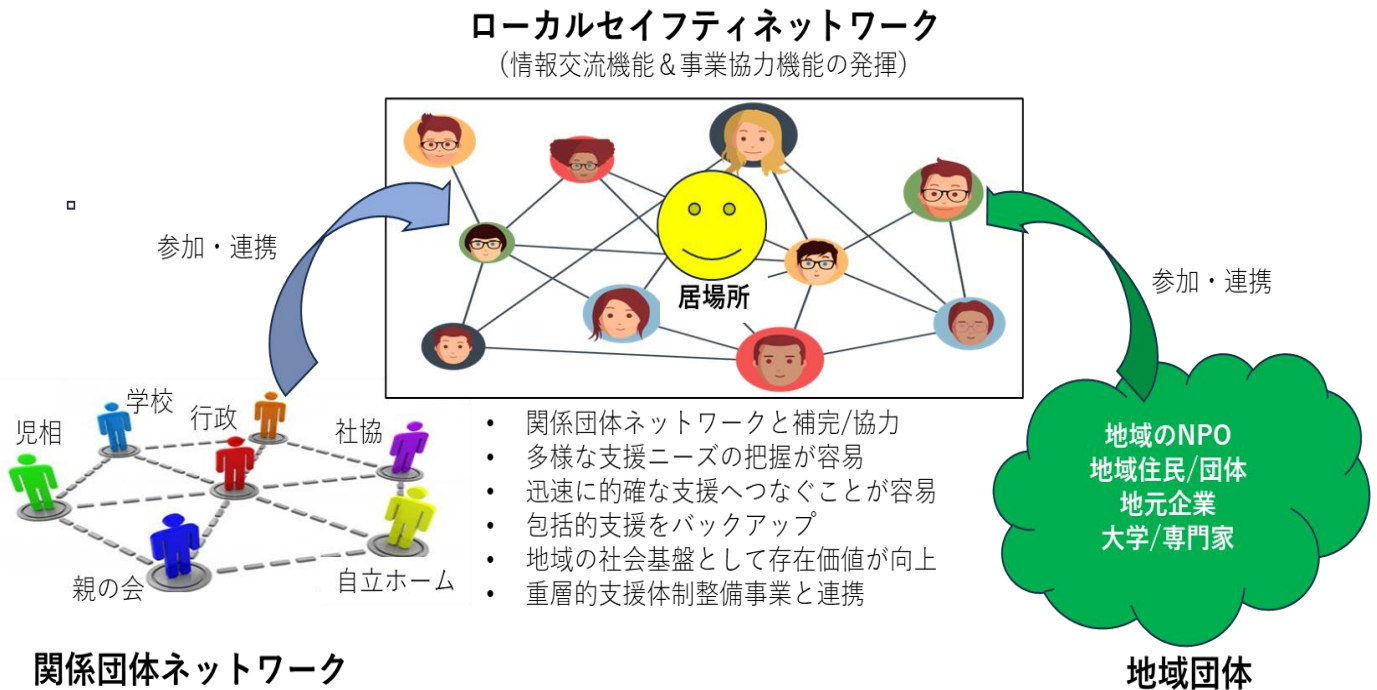 ローカルセイフティネットワーク
（情報交流機能＆事業協力機能の発揮）
参加・連携
居場所
参加・連携
学校
行政
児相
社協
親の会
自立ホーム
• 関係団体ネットワークと補完/協力
• 多様な支援ニーズの把握が容易
• 迅速に的確な支援へつなぐことが容易
• 包括的支援をバックアップ
• 地域の社会基盤として存在価値が向上
• 重層的支援体制整備事業と連携
地域のNPO
地域住民/団体
地元企業
大学/専門家
関係団体ネットワーク
地域団体